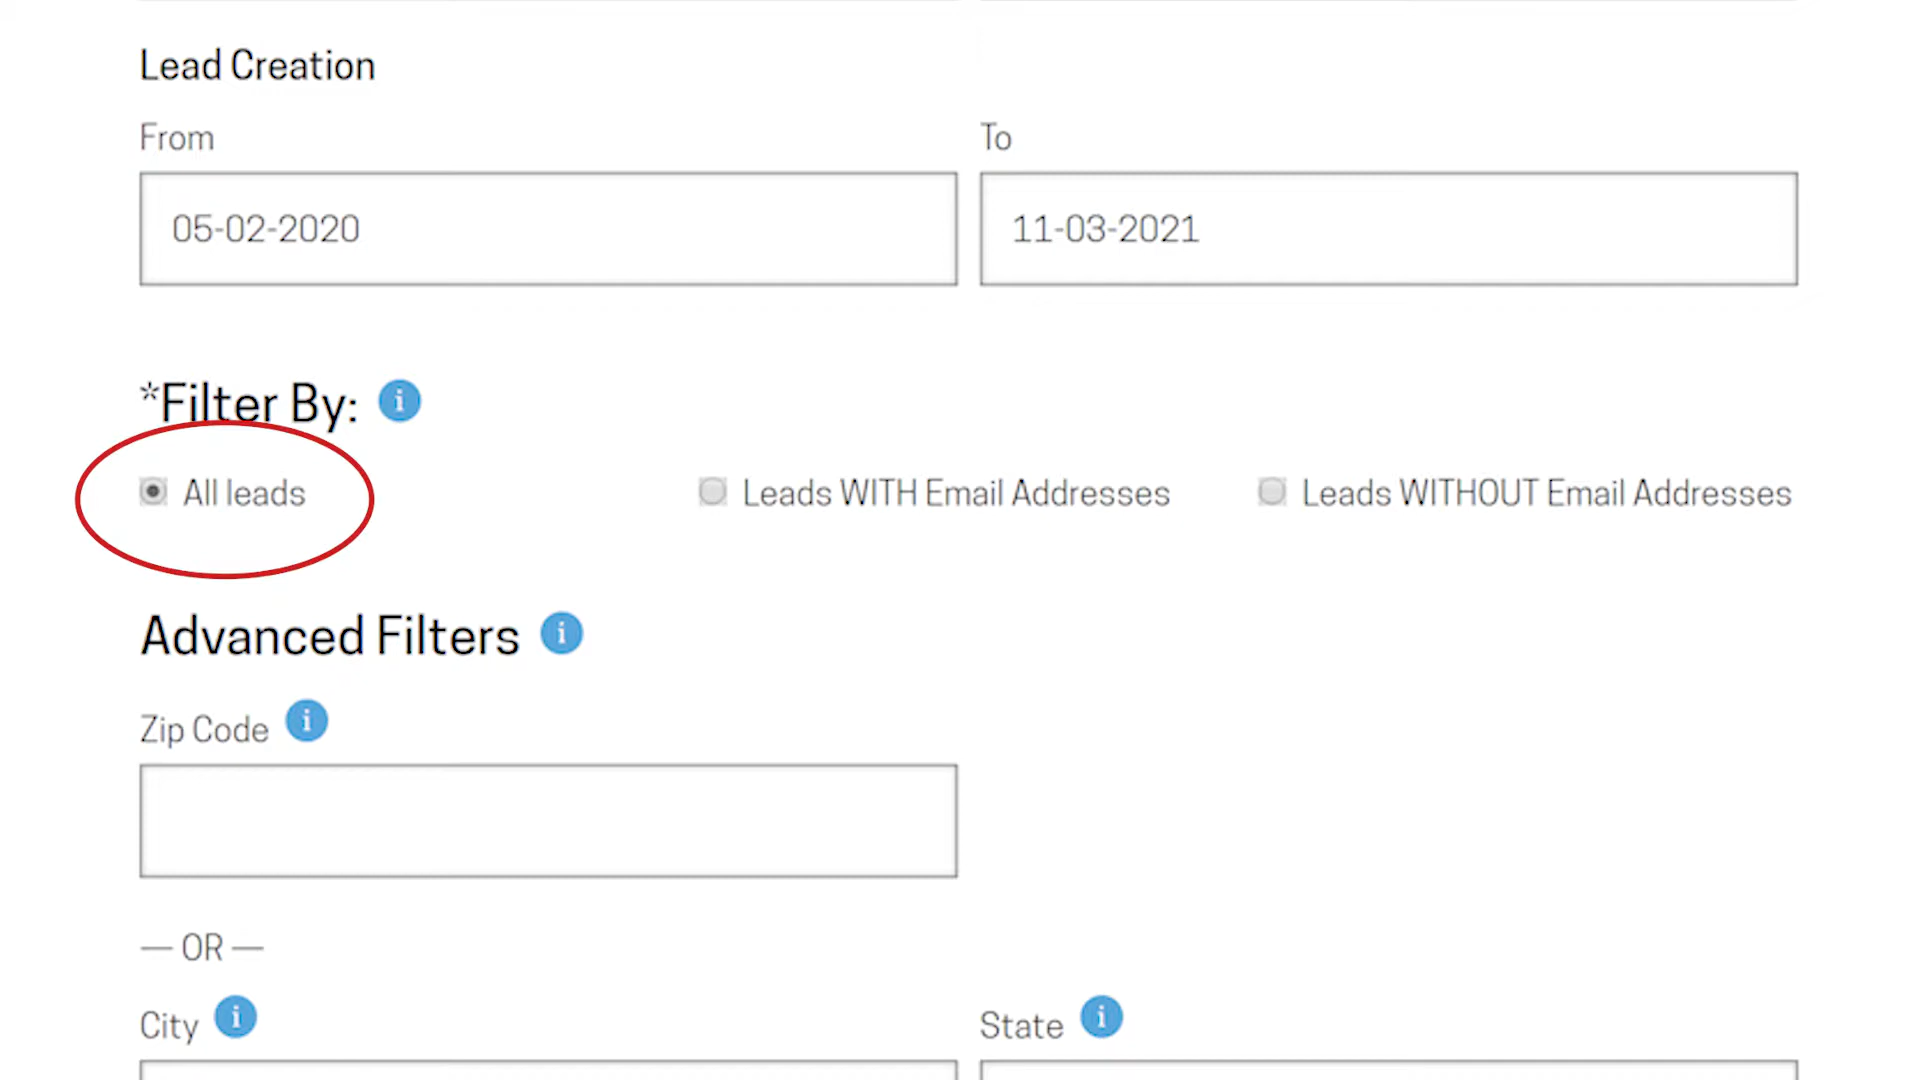 Lead Creation
From To
05-02-2020 11-03-2021
*Filter By: i
All leads Leads WITH Email Addresses Leads WITHOUT Email Addresses
Advanced Filters i
Zip Code i
— OR —
City i State i